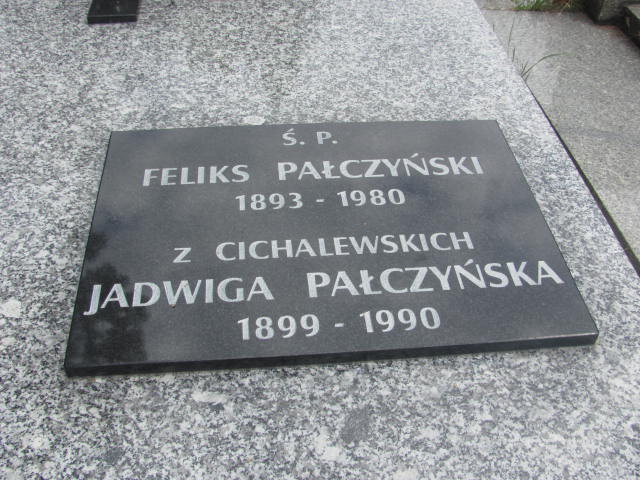 Ś. P.
FELIKS PAŁCZYŃSKI
1893 - 1980
Z CICHALEWSKICH
JADWIGA PAŁCZYŃSKA
1899 - 1990